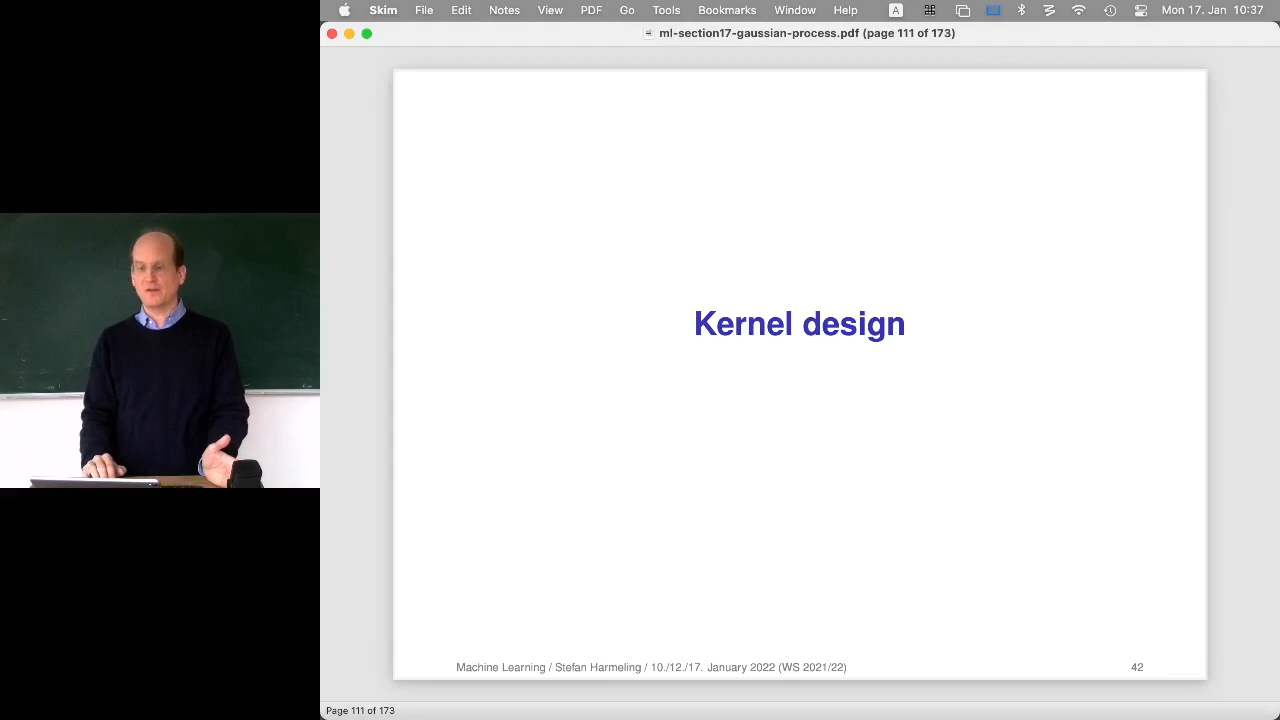 Skim File Edit Notes View PDF Go Tools Bookmarks Window Help A Mon 17. Jan 10:37
ml-section17-gaussian-process.pdf (page 111 of 173)
Kernel design
Machine Learning / Stefan Harmeling / 10./12./17. January 2022 (WS 2021/22) 42
Page 111 of 173